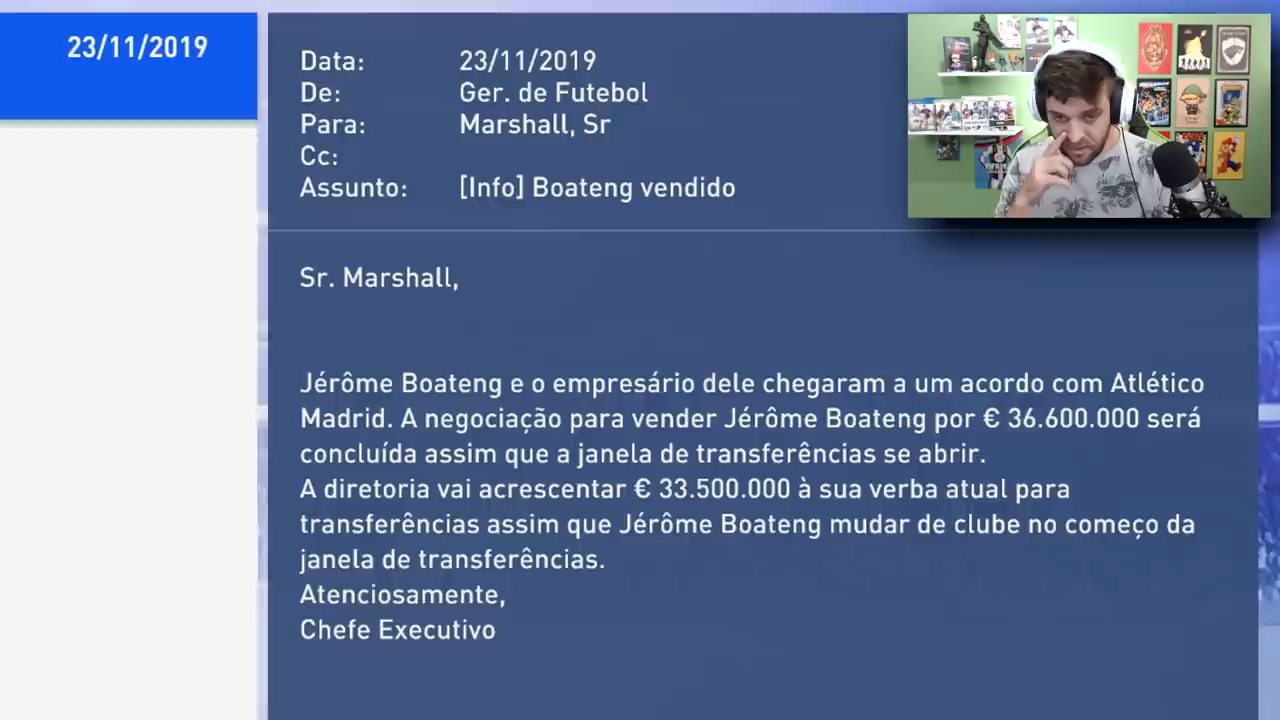 23/11/2019
Data: 23/11/2019
De: Ger. de Futebol
Para: Marshall, Sr
Cc:
Assunto: [Info] Boateng vendido
Sr. Marshall,
Jérôme Boateng e o empresário dele chegaram a um acordo com Atlético
Madrid. A negociação para vender Jérôme Boateng por € 36.600.000 será
concluída assim que a janela de transferências se abrir.
A diretoria vai acrescentar € 33.500.000 à sua verba atual para
transferências assim que Jérôme Boateng mudar de clube no começo da
janela de transferências.
Atenciosamente,
Chefe Executivo